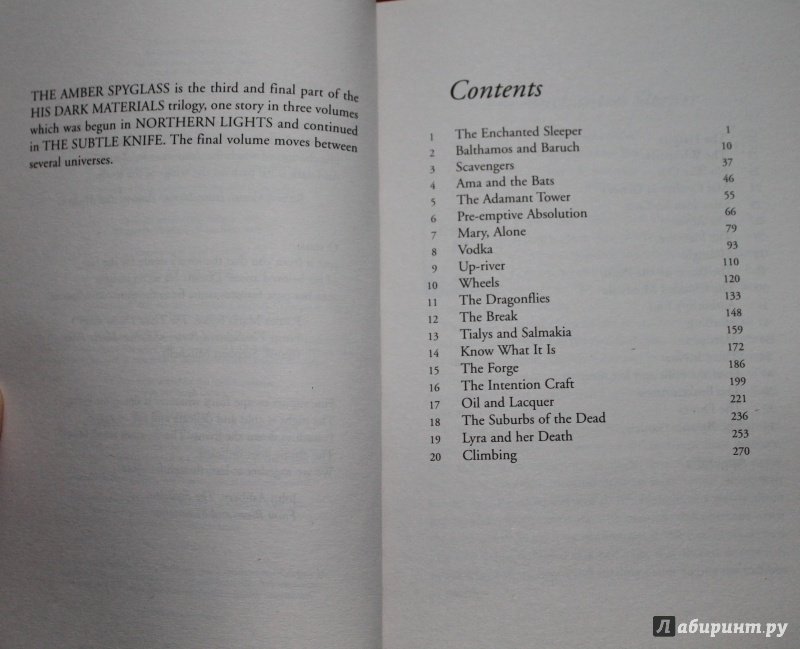 THE AMBER SPYGLASS is the third and final part of the
HIS DARK MATERIALS trilogy, one story in three volumes
which was begun in NORTHERN LIGHTS and continued
in THE SUBTLE KNIFE. The final volume moves between
several universes.
Contents
1 The Enchanted Sleeper 1
2 Balthamos and Baruch 10
3 Scavengers 37
4 Ama and the Bats 46
5 The Adamant Tower 55
6 Pre-emptive Absolution 66
7 Mary, Alone 79
8 Vodka 93
9 Up-river 110
10 Wheels 120
11 The Dragonflies 133
12 The Break 148
13 Tialys and Salmakia 159
14 Know What It Is 172
15 The Forge 186
16 The Intention Craft 199
17 Oil and Lacquer 221
18 The Suburbs of the Dead 236
19 Lyra and her Death 253
20 Climbing 270
Лабиринт.ру